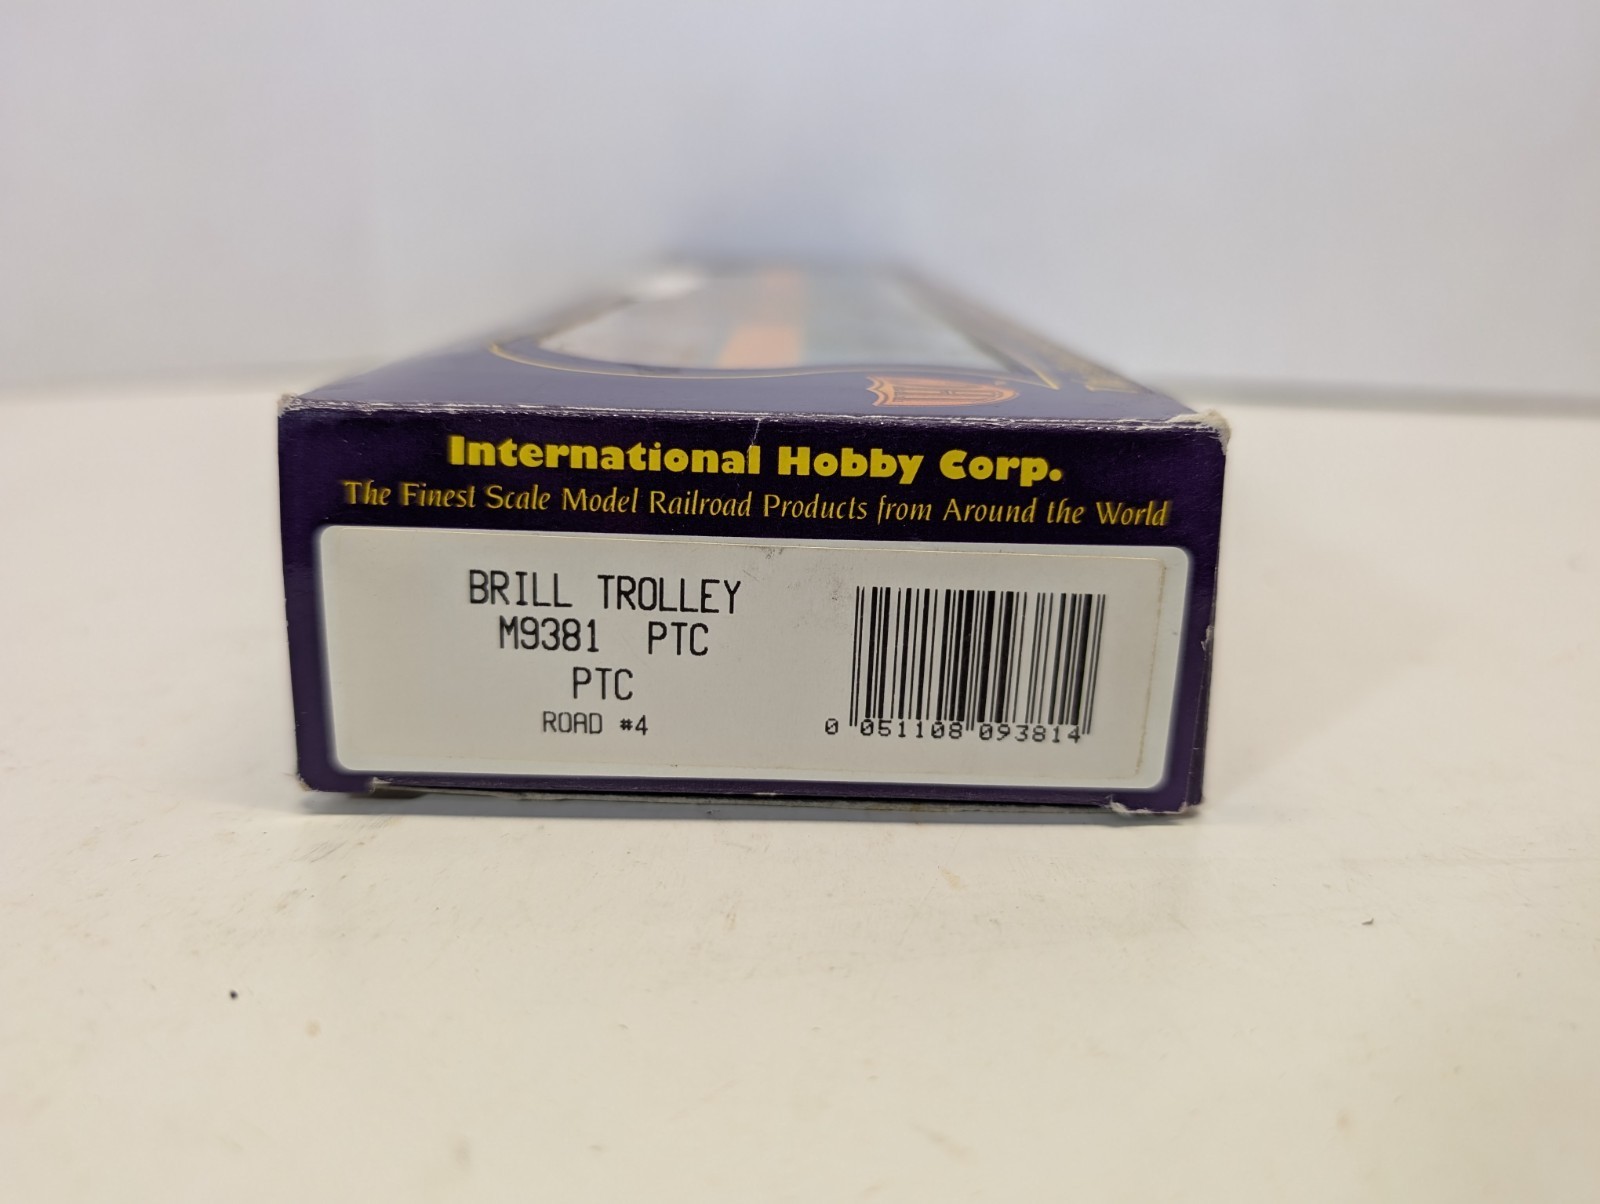 International Hobby Corp.
The Finest Scale Model Railroad Products from Around the World
BRILL TROLLEY
M9381 PTC
PTC
ROAD #4
0 051108 093814